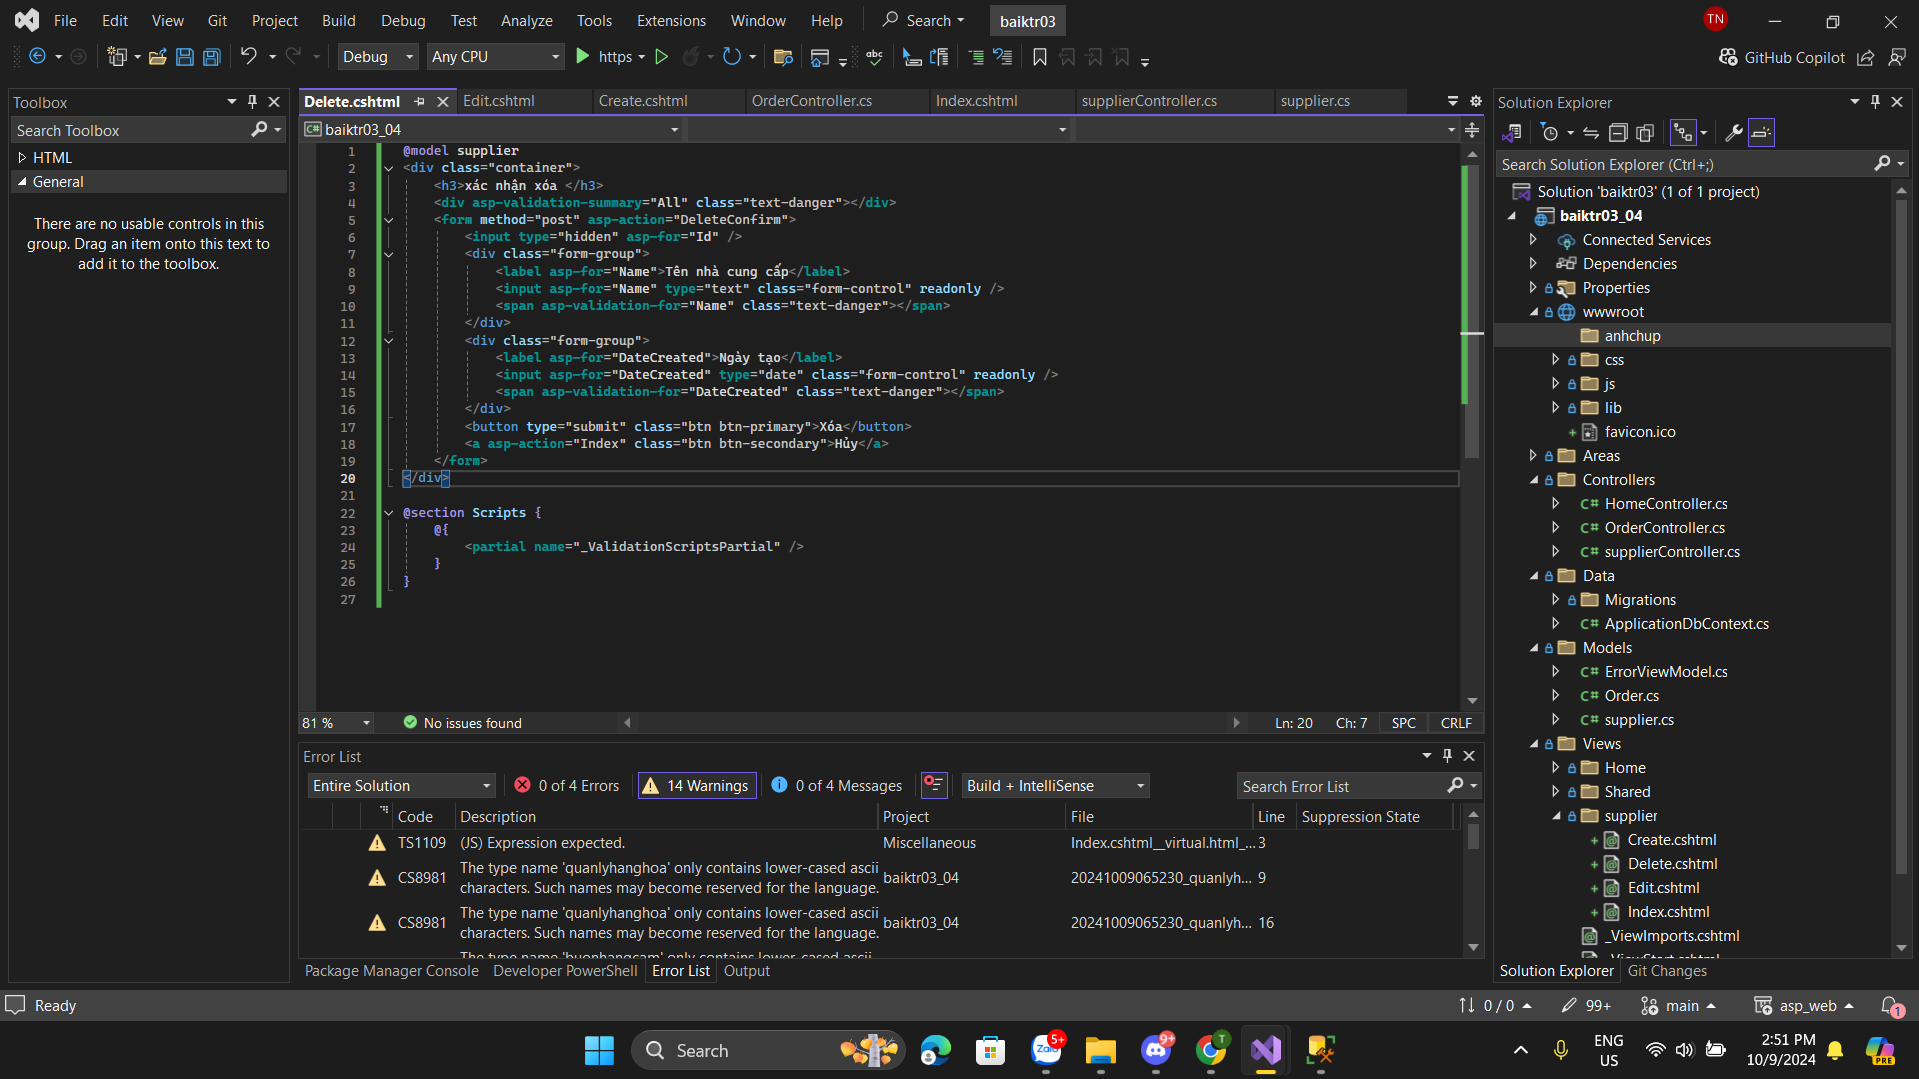 File Edit View Git Project Build Debug Test Analyze Tools Extensions Window Help Search baiktr03 TN
Debug Any CPU https abc GitHub Copilot
Toolbox
Search Toolbox
HTML
General
There are no usable controls in this
group. Drag an item onto this text to
add it to the toolbox.
Delete.cshtml Edit.cshtml Create.cshtml OrderController.cs Index.cshtml supplierController.cs supplier.cs
C# baiktr03_04
1 @model supplier
2 <div class="container">
3 <h3>xác nhận xóa </h3>
4 <div asp-validation-summary="All" class="text-danger"></div>
5 <form method="post" asp-action="DeleteConfirm">
6 <input type="hidden" asp-for="Id" />
7 <div class="form-group">
8 <label asp-for="Name">Tên nhà cung cấp</label>
9 <input asp-for="Name" type="text" class="form-control" readonly />
10 <span asp-validation-for="Name" class="text-danger"></span>
11 </div>
12 <div class="form-group">
13 <label asp-for="DateCreated">Ngày tạo</label>
14 <input asp-for="DateCreated" type="date" class="form-control" readonly />
15 <span asp-validation-for="DateCreated" class="text-danger"></span>
16 </div>
17 <button type="submit" class="btn btn-primary">Xóa</button>
18 <a asp-action="Index" class="btn btn-secondary">Hủy</a>
19 </form>
20 </div>
21
22 @section Scripts {
23 @{
24 <partial name="_ValidationScriptsPartial" />
25 }
26 }
27
81 % No issues found Ln: 20 Ch: 7 SPC CRLF
Error List
Entire Solution 0 of 4 Errors 14 Warnings 0 of 4 Messages Build + IntelliSense Search Error List
Code Description Project File Line Suppression State
TS1109 (JS) Expression expected. Miscellaneous Index.cshtml__virtual.html_... 3
CS8981 The type name 'quanlyhanghoa' only contains lower-cased ascii
characters. Such names may become reserved for the language. baiktr03_04 20241009065230_quanlyh... 9
CS8981 The type name 'quanlyhanghoa' only contains lower-cased ascii
characters. Such names may become reserved for the language. baiktr03_04 20241009065230_quanlyh... 16
Package Manager Console Developer PowerShell Error List Output
Solution Explorer
Search Solution Explorer (Ctrl+;)
Solution 'baiktr03' (1 of 1 project)
baiktr03_04
Connected Services
Dependencies
Properties
wwwroot
anhchup
css
js
lib
favicon.ico
Areas
Controllers
C# HomeController.cs
C# OrderController.cs
C# supplierController.cs
Data
Migrations
C# ApplicationDbContext.cs
Models
C# ErrorViewModel.cs
C# Order.cs
C# supplier.cs
Views
Home
Shared
supplier
Create.cshtml
Delete.cshtml
Edit.cshtml
Index.cshtml
_ViewImports.cshtml
Solution Explorer Git Changes
Ready 0 / 0 99+ main asp_web 1
Search Zalo 5+ 9+ T ENG
US 2:51 PM
10/9/2024 PRE